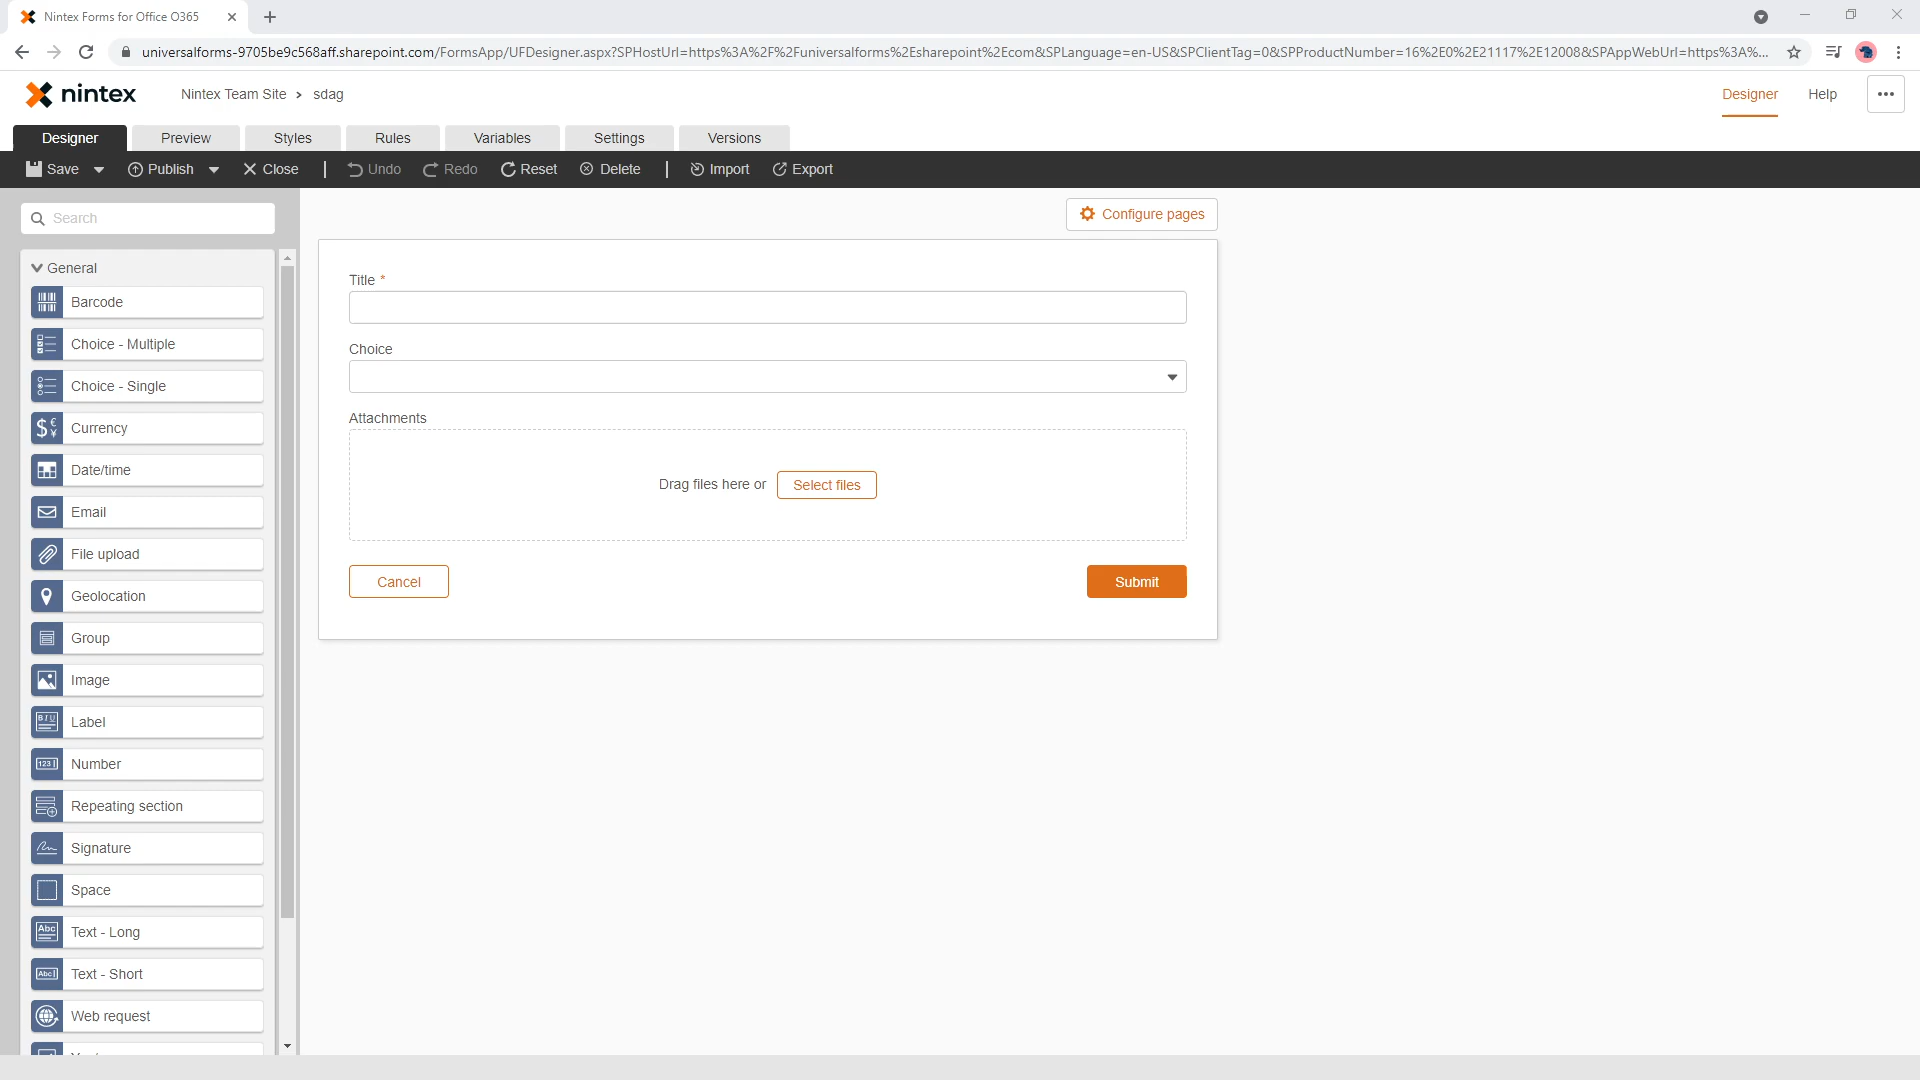 Nintex Forms for Office O365
universalforms-9705be9c568aff.sharepoint.com/FormsApp/UFDesigner.aspx?SPHostUrl=https%3A%2F%2Funiversalforms%2Esharepoint%2Ecom&SPLanguage=en-US&SPClientTag=0&SPProductNumber=16%2E0%2E21117%2E12008&SPAppWebUrl=https%3A%...
nintex
Nintex Team Site > sdag
Designer Help
Designer Preview Styles Rules Variables Settings Versions
Save Publish Close | Undo Redo Reset Delete | Import Export
Search
Configure pages
General
Barcode
Choice - Multiple
Choice - Single
Currency
Date/time
Email
File upload
Geolocation
Group
Image
Label
Number
Repeating section
Signature
Space
Text - Long
Text - Short
Web request
Title *
Choice
Attachments
Drag files here or Select files
Cancel Submit